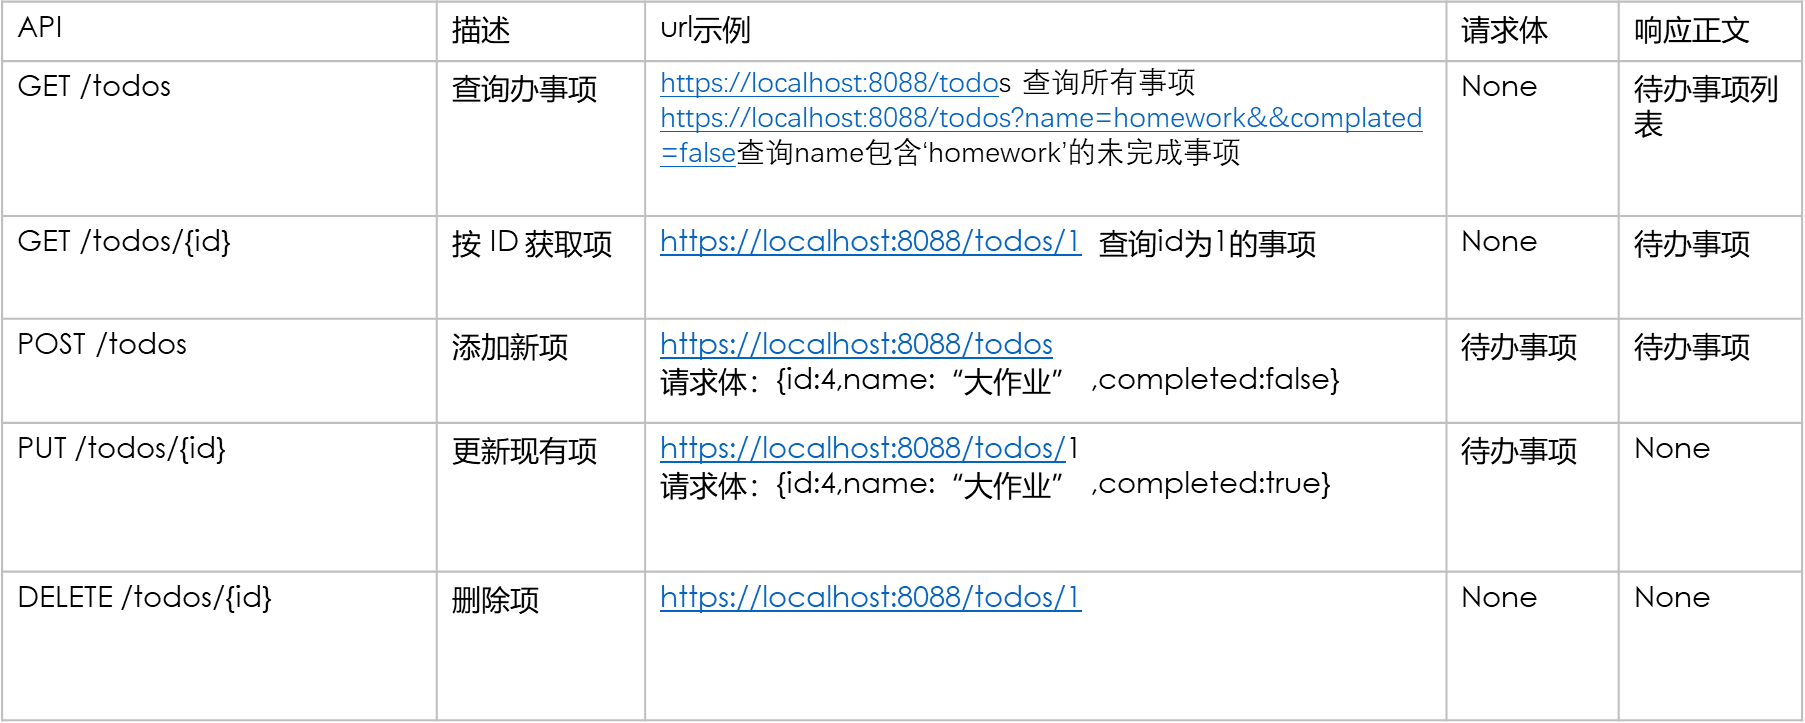 API 描述 url示例 请求体 响应正文
GET /todos 查询办事项 https://localhost:8088/todos 查询所有事项 None 待办事项列
https://localhost:8088/todos?name=homework&&complated 表
=false查询name包含‘homework’的未完成事项
GET /todos/{id} 按 ID 获取项 https://localhost:8088/todos/1 查询id为1的事项 None 待办事项
POST /todos 添加新项 https://localhost:8088/todos 待办事项 待办事项
请求体：{id:4,name:“大作业” ,completed:false}
PUT /todos/{id} 更新现有项 https://localhost:8088/todos/1 待办事项 None
请求体：{id:4,name:“大作业” ,completed:true}
DELETE /todos/{id} 删除项 https://localhost:8088/todos/1 None None